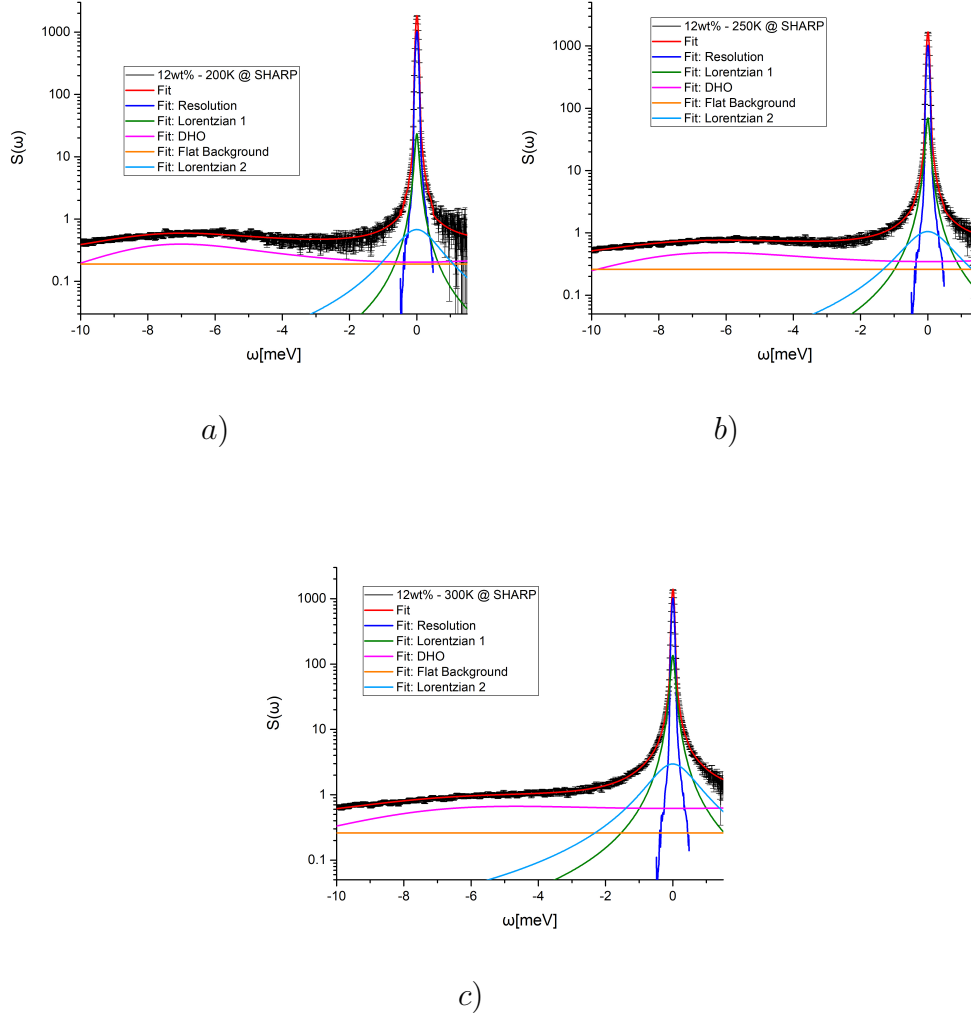 1000
100
10
1
0.1
S(ω)
12wt% - 200K @ SHARP
Fit
Fit: Resolution
Fit: Lorentzian 1
Fit: DHO
Fit: Flat Background
Fit: Lorentzian 2
-10 -8 -6 -4 -2 0
ω[meV]
a)
1000
100
10
1
0.1
S(ω)
12wt% - 250K @ SHARP
Fit
Fit: Resolution
Fit: Lorentzian 1
Fit: DHO
Fit: Flat Background
Fit: Lorentzian 2
-10 -8 -6 -4 -2 0
ω[meV]
b)
1000
100
10
1
0.1
S(ω)
12wt% - 300K @ SHARP
Fit
Fit: Resolution
Fit: Lorentzian 1
Fit: DHO
Fit: Flat Background
Fit: Lorentzian 2
-10 -8 -6 -4 -2 0
ω[meV]
c)